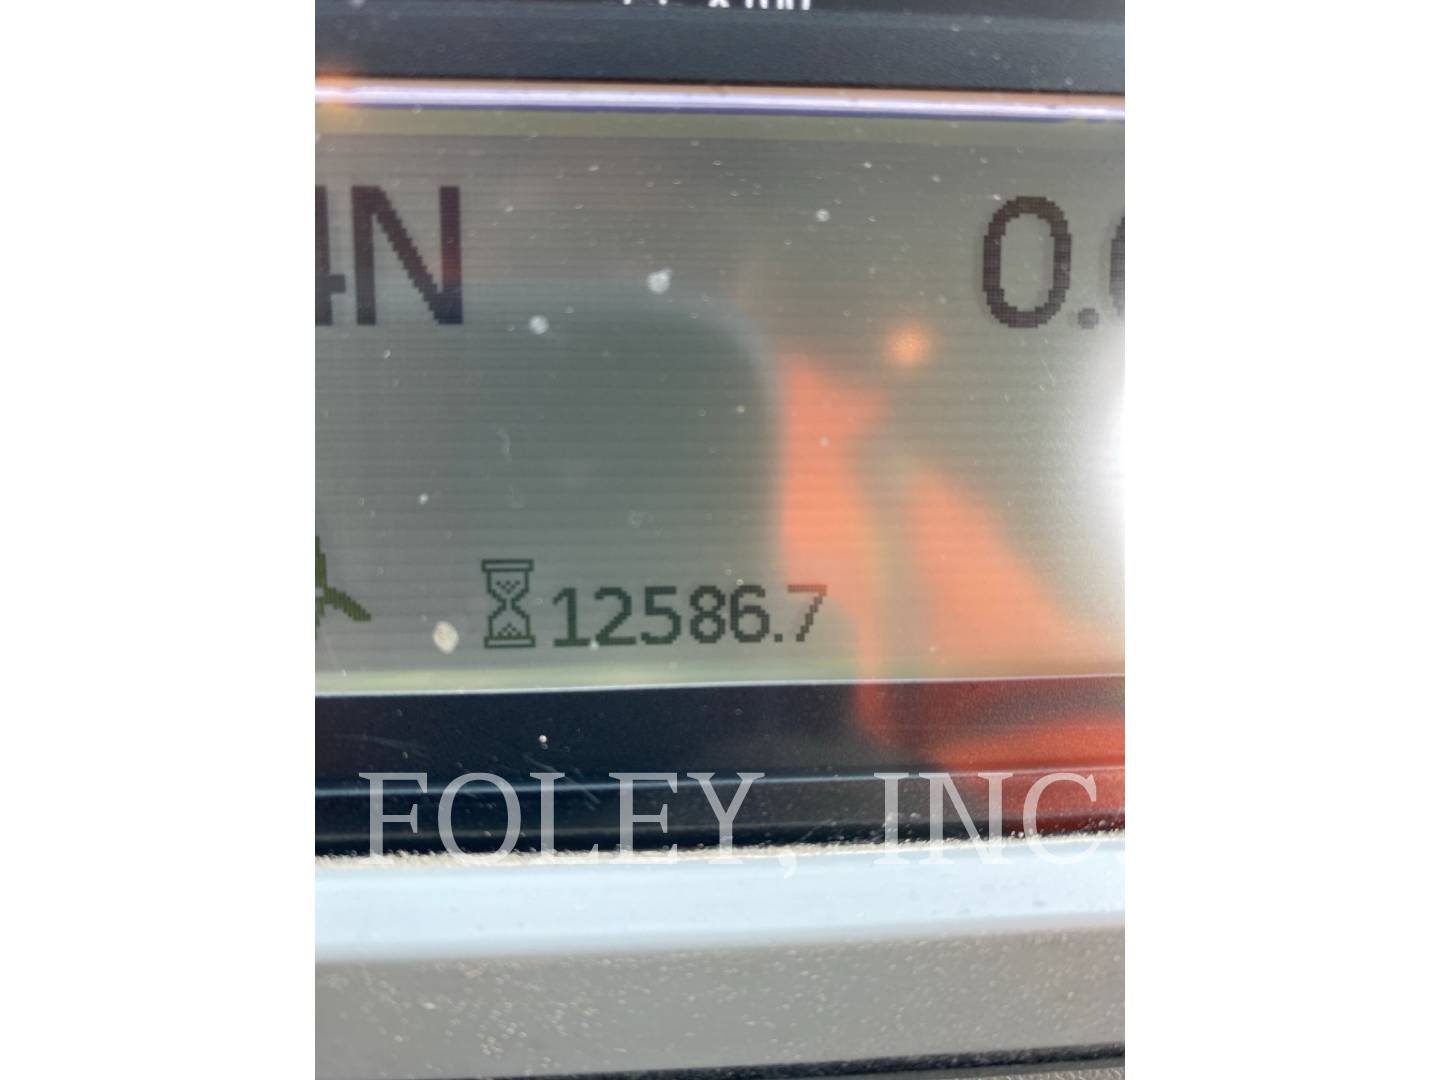 4N 0.
12586.7
FOLEY, INC.